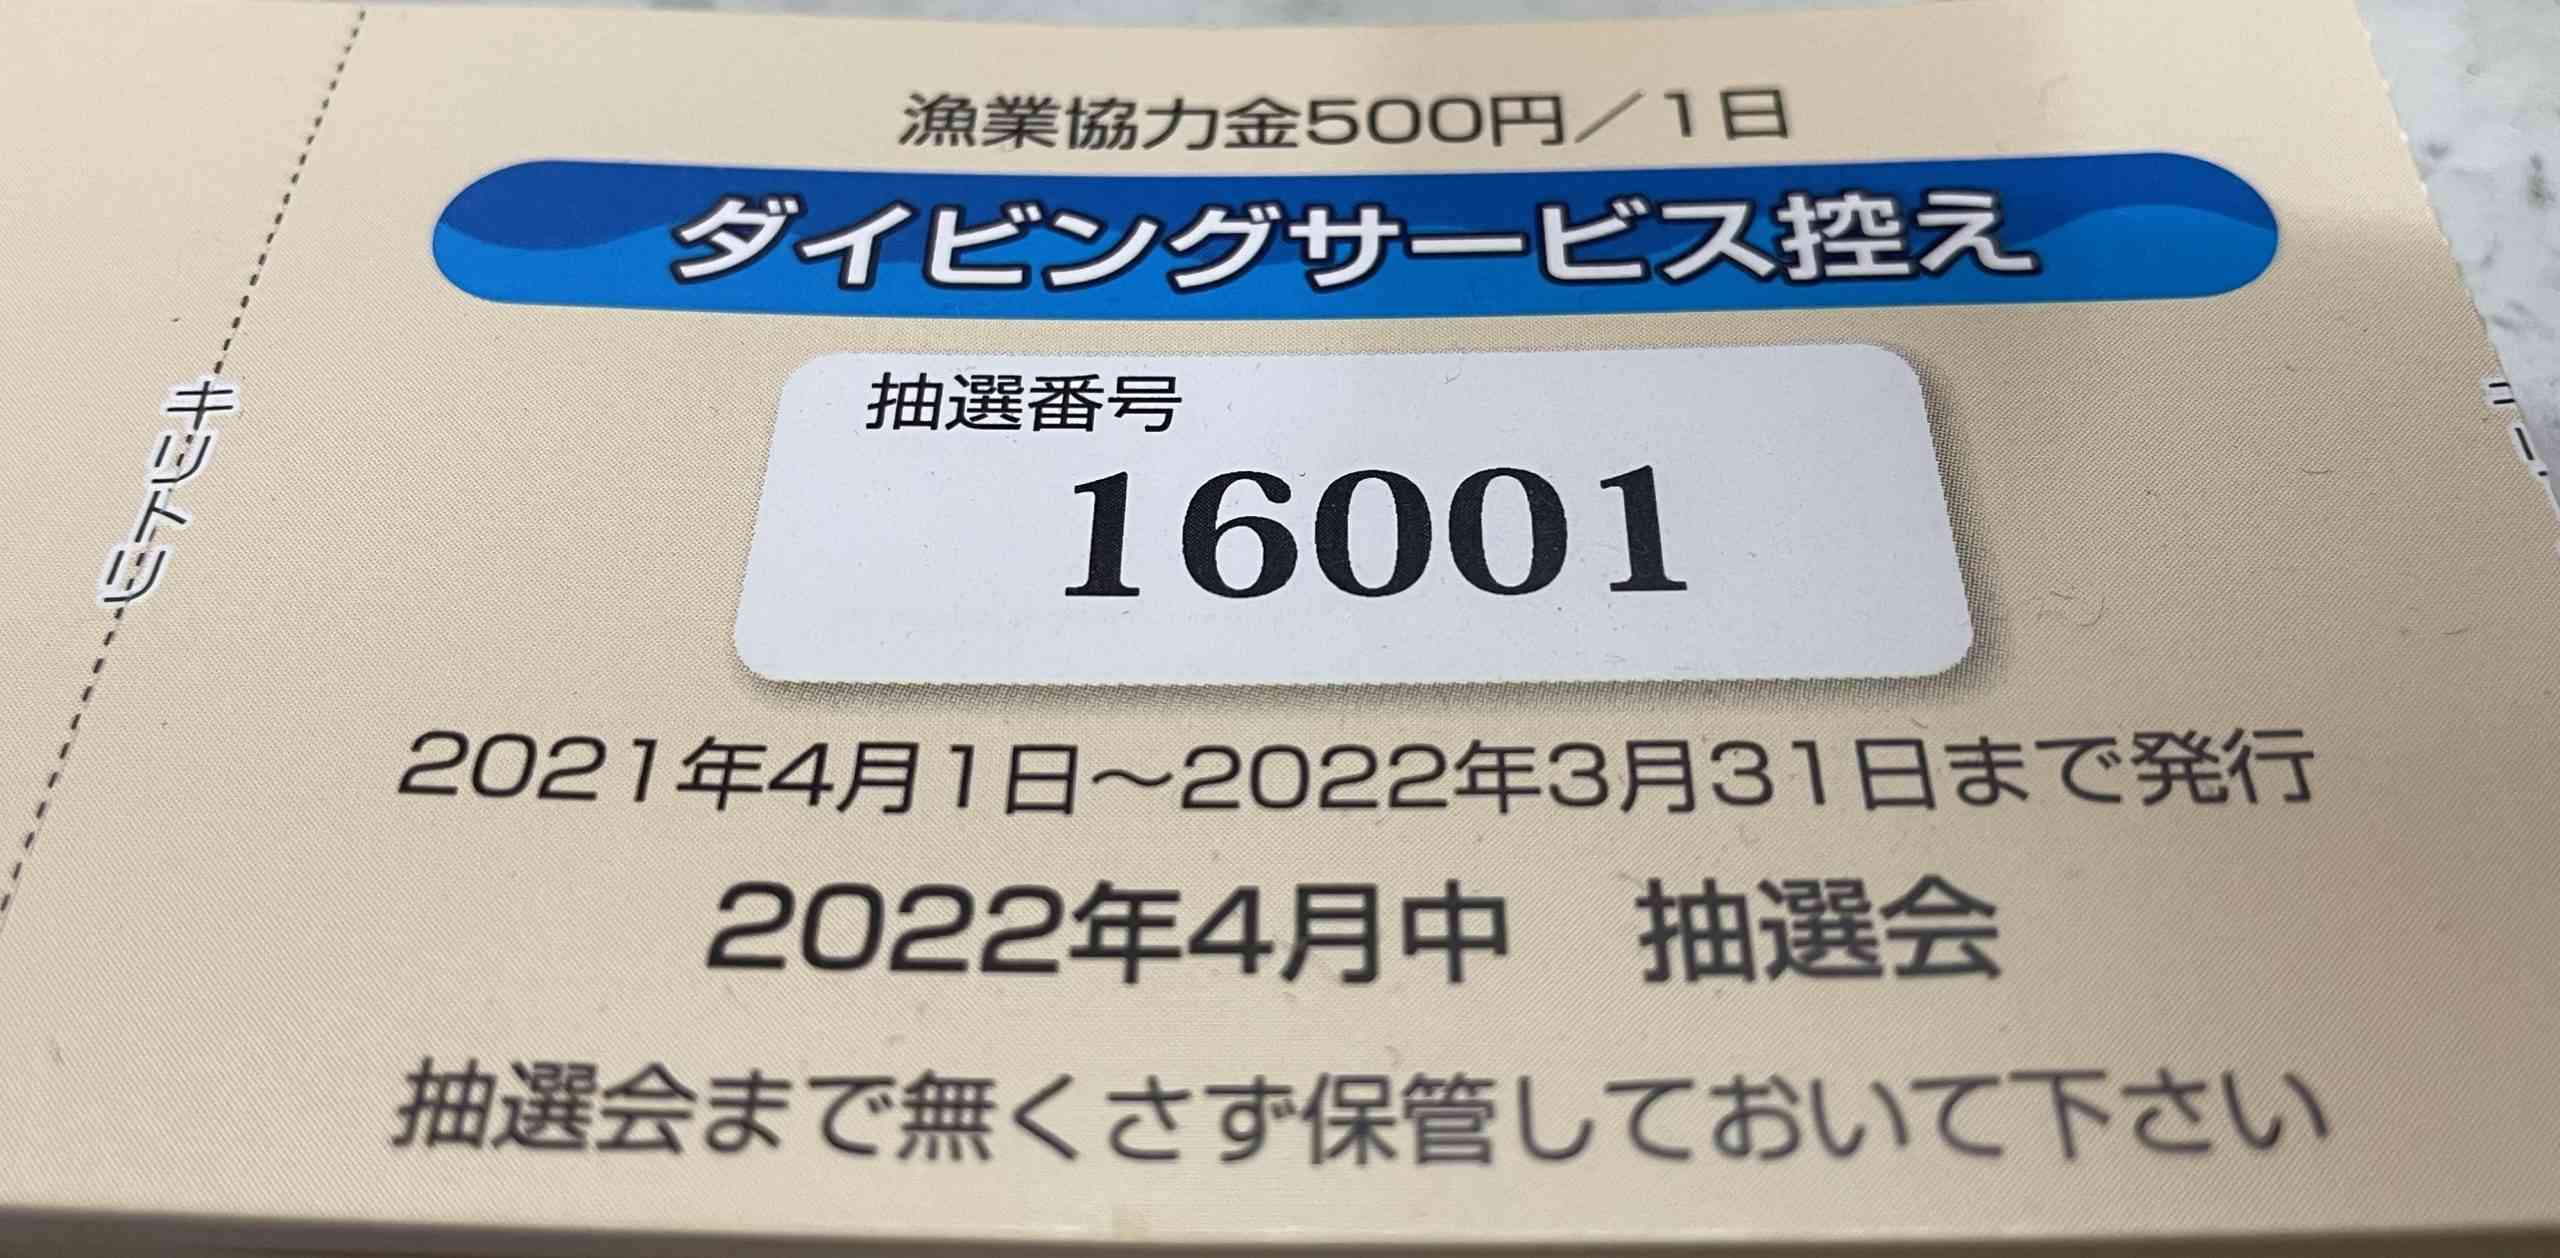 漁業協力金500円／1日
ダイビングサービス控え
抽選番号
16001
キリトリ
2021年4月1日～2022年3月31日まで発行
2022年4月中　抽選会
抽選会まで無くさず保管しておいて下さい